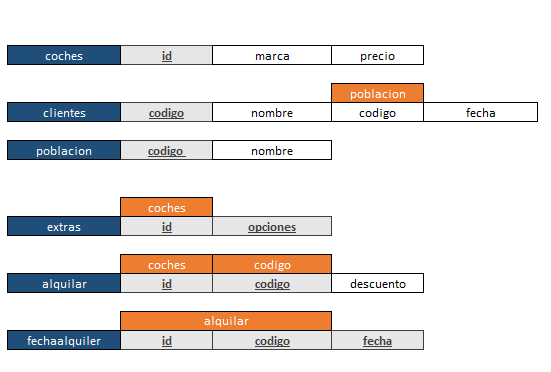 coches id marca precio
poblacion
clientes codigo nombre codigo fecha
poblacion codigo nombre
coches
extras id opciones
coches codigo
alquilar id codigo descuento
alquilar
fechaalquiler id codigo fecha